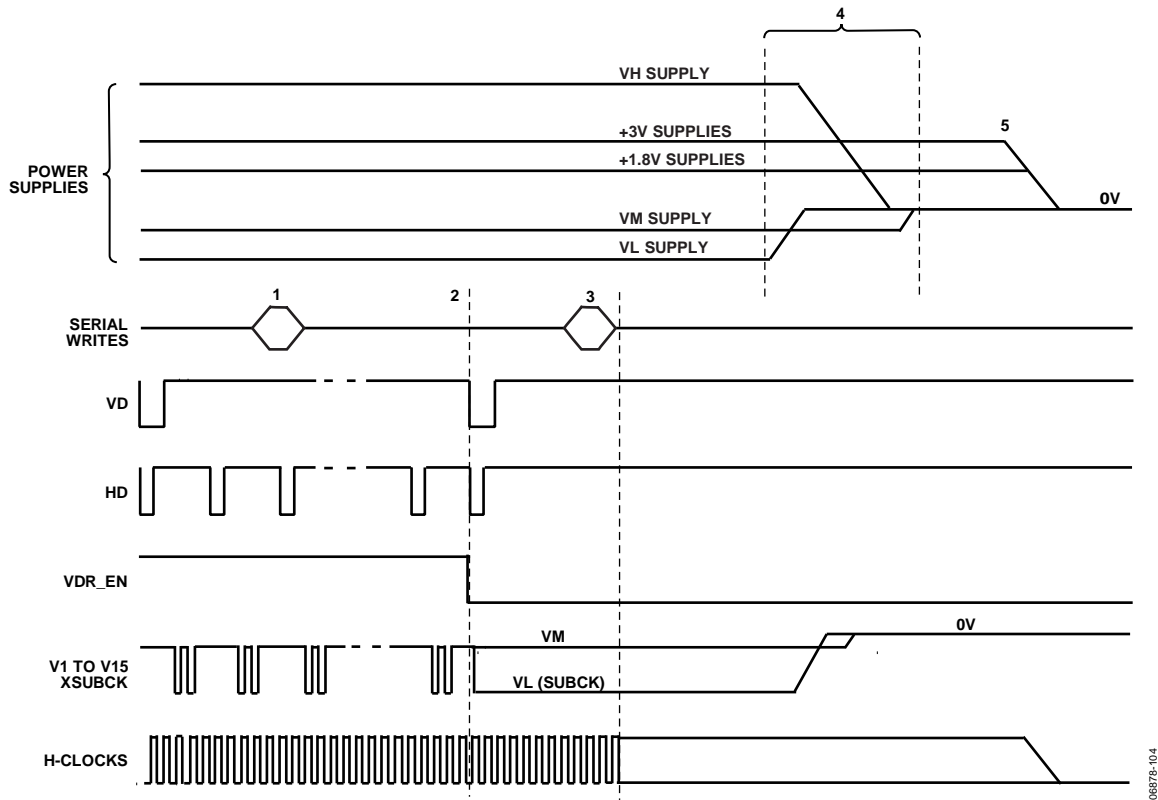 4
VH SUPPLY
+3V SUPPLIES
5
+1.8V SUPPLIES
POWER
SUPPLIES
0V
VM SUPPLY
VL SUPPLY
1
2
3
SERIAL
WRITES
VD
HD
VDR_EN
VM
0V
V1 TO V15
XSUBCK
VL (SUBCK)
H-CLOCKS
06878-104